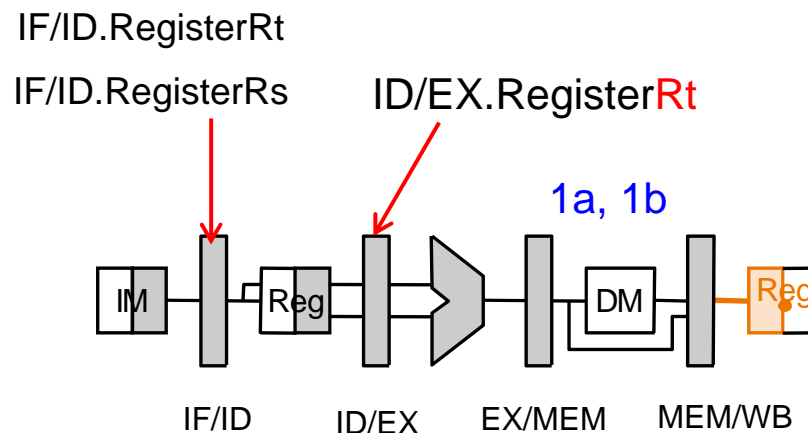 IF/ID.RegisterRt
IF/ID.RegisterRs
ID/EX.RegisterRt
1a, 1b
IM
Reg
DM
Reg
IF/ID
ID/EX
EX/MEM
MEM/WB